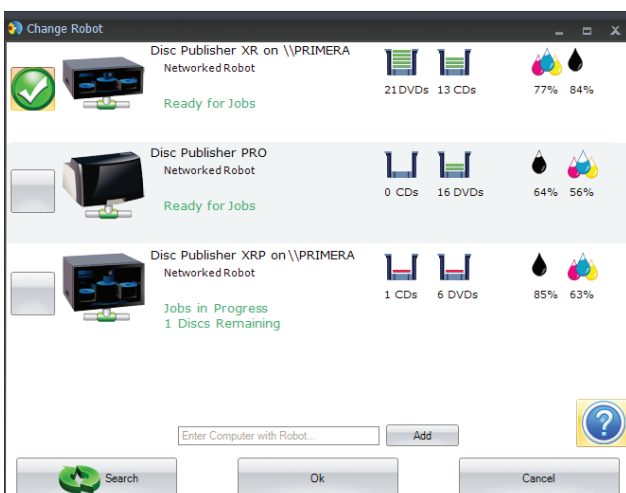 Change Robot
Disc Publisher XR on \\PRIMERA
Networked Robot
Ready for Jobs
21 DVDs 13 CDs
77% 84%
Disc Publisher PRO
Networked Robot
Ready for Jobs
0 CDs 16 DVDs
64% 56%
Disc Publisher XRP on \\PRIMERA
Networked Robot
Jobs in Progress
1 Discs Remaining
1 CDs 6 DVDs
85% 63%
Enter Computer with Robot... Add
?
Search Ok Cancel